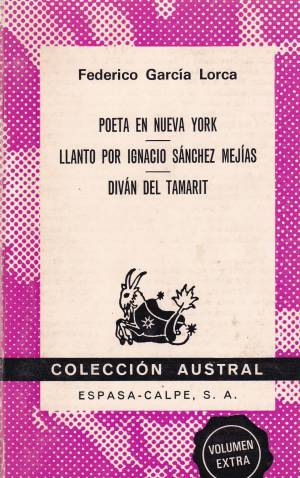 Federico García Lorca
POETA EN NUEVA YORK
LLANTO POR IGNACIO SÁNCHEZ MEJÍAS
DIVÁN DEL TAMARIT
COLECCIÓN AUSTRAL
ESPASA-CALPE, S. A.
VOLUMEN
EXTRA